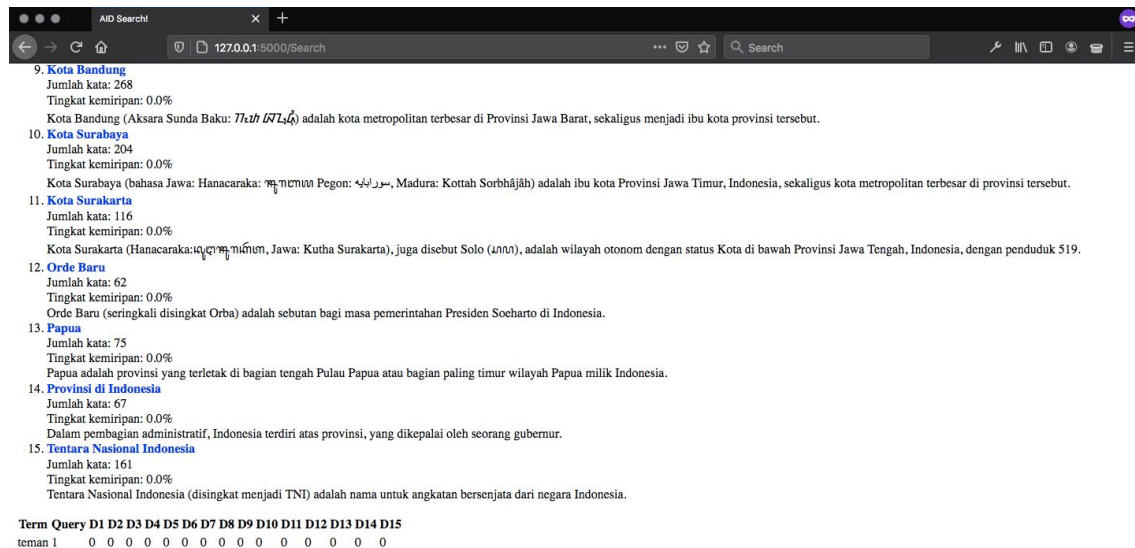 AID Search!
127.0.0.1:5000/Search
Search
9. Kota Bandung
Jumlah kata: 268
Tingkat kemiripan: 0.0%
Kota Bandung (Aksara Sunda Baku: ) adalah kota metropolitan terbesar di Provinsi Jawa Barat, sekaligus menjadi ibu kota provinsi tersebut.
10. Kota Surabaya
Jumlah kata: 204
Tingkat kemiripan: 0.0%
Kota Surabaya (bahasa Jawa: Hanacaraka: Pegon: سورابايه, Madura: Kottah Sorbhâjâh) adalah ibu kota Provinsi Jawa Timur, Indonesia, sekaligus kota metropolitan terbesar di provinsi tersebut.
11. Kota Surakarta
Jumlah kata: 116
Tingkat kemiripan: 0.0%
Kota Surakarta (Hanacaraka: , Jawa: Kutha Surakarta), juga disebut Solo ( ), adalah wilayah otonom dengan status Kota di bawah Provinsi Jawa Tengah, Indonesia, dengan penduduk 519.
12. Orde Baru
Jumlah kata: 62
Tingkat kemiripan: 0.0%
Orde Baru (seringkali disingkat Orba) adalah sebutan bagi masa pemerintahan Presiden Soeharto di Indonesia.
13. Papua
Jumlah kata: 75
Tingkat kemiripan: 0.0%
Papua adalah provinsi yang terletak di bagian tengah Pulau Papua atau bagian paling timur wilayah Papua milik Indonesia.
14. Provinsi di Indonesia
Jumlah kata: 67
Tingkat kemiripan: 0.0%
Dalam pembagian administratif, Indonesia terdiri atas provinsi, yang dikepalai oleh seorang gubernur.
15. Tentara Nasional Indonesia
Jumlah kata: 161
Tingkat kemiripan: 0.0%
Tentara Nasional Indonesia (disingkat menjadi TNI) adalah nama untuk angkatan bersenjata dari negara Indonesia.
Term Query D1 D2 D3 D4 D5 D6 D7 D8 D9 D10 D11 D12 D13 D14 D15
teman 1 0 0 0 0 0 0 0 0 0 0 0 0 0 0 0